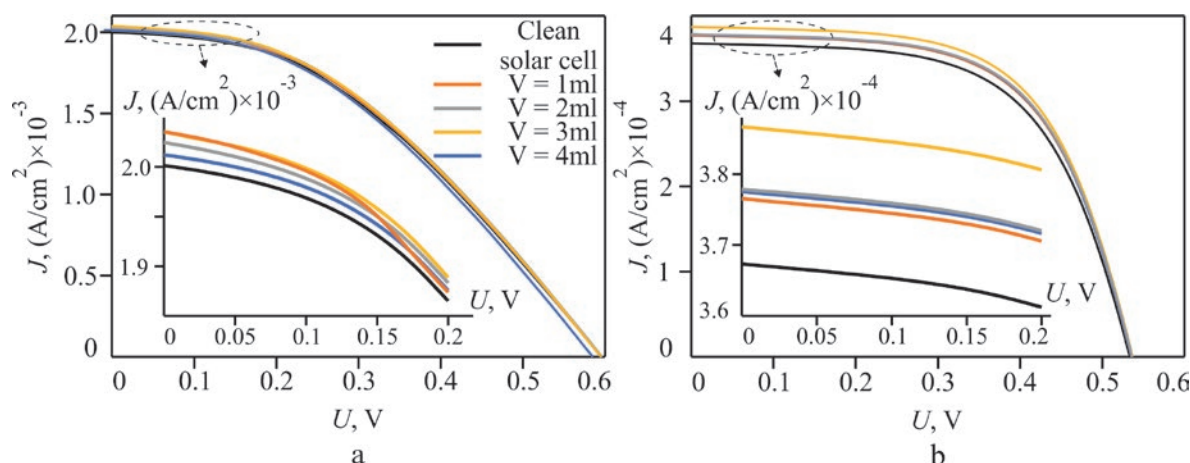 J, (A/cm²)×10⁻³
2.0
1.5
1.0
0.5
0
0
0.1
0.2
0.3
0.4
0.5
0.6
U, V
Clean
solar cell
V = 1ml
V = 2ml
V = 3ml
V = 4ml
J, (A/cm²)×10⁻³
2.0
1.9
0
0.05
0.1
0.15
0.2
U, V
a
J, (A/cm²)×10⁻⁴
4
3
2
1
0
0
0.1
0.2
0.3
0.4
0.5
0.6
U, V
J, (A/cm²)×10⁻⁴
3.8
3.7
3.6
0
0.05
0.1
0.15
0.2
U, V
b